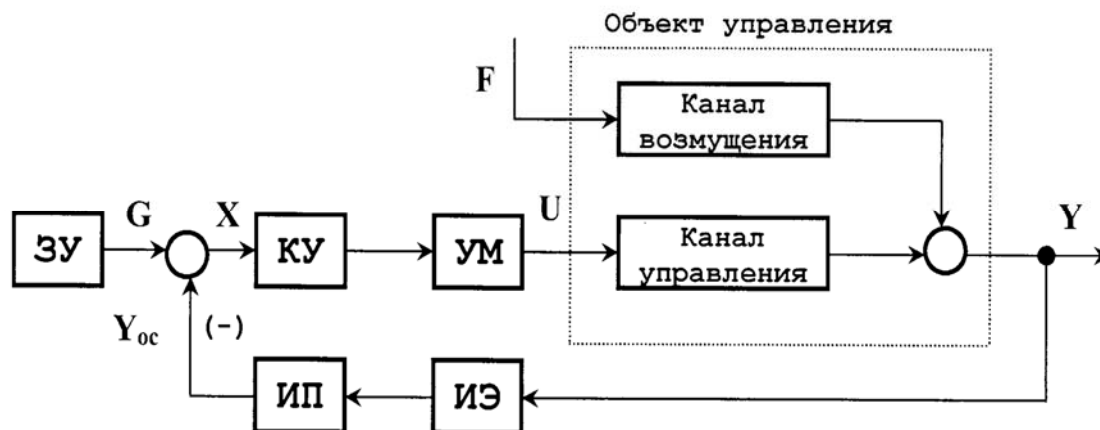 Объект управления
F
Канал
возмущения
G
X
U
Y
ЗУ
КУ
УМ
Канал
управления
Yос
(-)
ИП
ИЭ